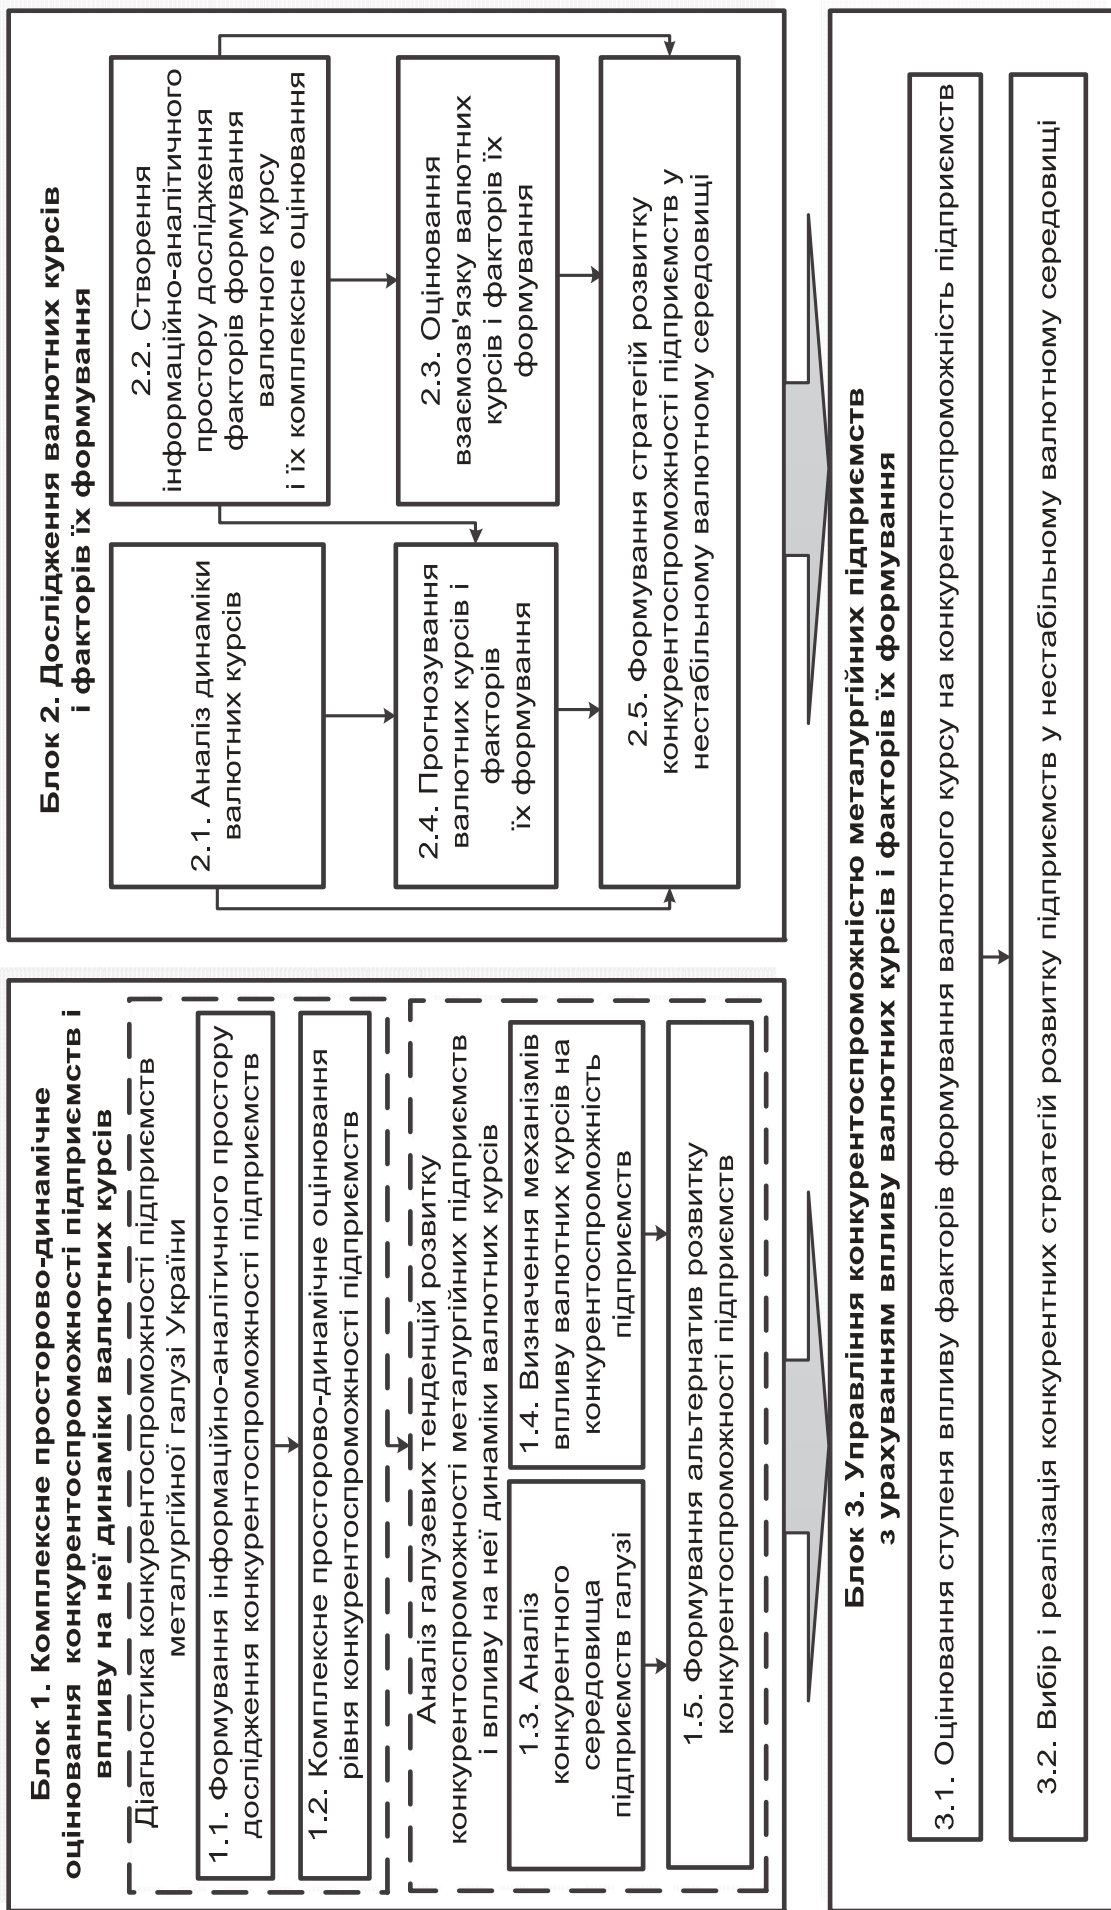 Блок 1. Комплексне просторово-динамічне
оцінювання конкурентоспроможності підприємств і
впливу на неї динаміки валютних курсів
Діагностика конкурентоспроможності підприємств
металургійної галузі України
1.1. Формування інформаційно-аналітичного простору
дослідження конкурентоспроможності підприємств
1.2. Комплексне просторово-динамічне оцінювання
рівня конкурентоспроможності підприємств
Аналіз галузевих тенденцій розвитку
конкурентоспроможності металургійних підприємств
і впливу на неї динаміки валютних курсів
1.3. Аналіз
конкурентного
середовища
підприємств галузі
1.4. Визначення механізмів
впливу валютних курсів на
конкурентоспроможність
підприємств
1.5. Формування альтернатив розвитку
конкурентоспроможності підприємств
Блок 2. Дослідження валютних курсів
і факторів їх формування
2.1. Аналіз динаміки
валютних курсів
2.2. Створення
інформаційно-аналітичного
простору дослідження
факторів формування
валютного курсу
і їх комплексне оцінювання
2.4. Прогнозування
валютних курсів і
факторів
їх формування
2.3. Оцінювання
взаємозв'язку валютних
курсів і факторів їх
формування
2.5. Формування стратегій розвитку
конкурентоспроможності підприємств у
нестабільному валютному середовищі
Блок 3. Управління конкурентоспроможністю металургійних підприємств
з урахуванням впливу валютних курсів і факторів їх формування
3.1. Оцінювання ступеня впливу факторів формування валютного курсу на конкурентоспроможність підприємств
3.2. Вибір і реалізація конкурентних стратегій розвитку підприємств у нестабільному валютному середовищі